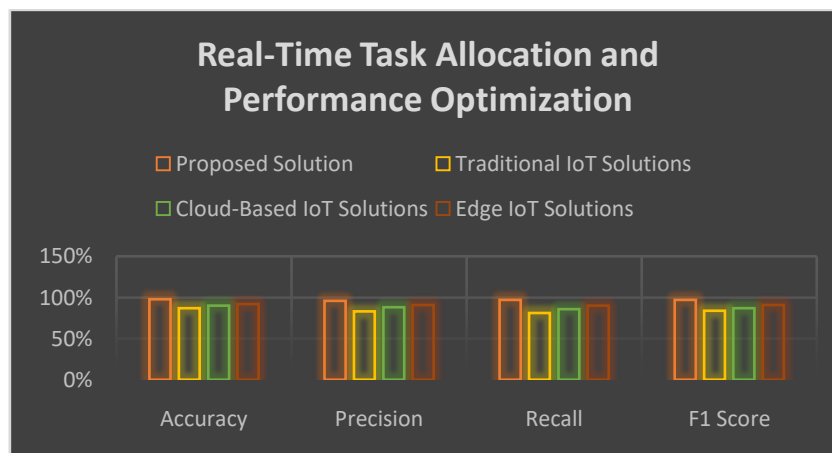 Real-Time Task Allocation and
Performance Optimization
Proposed Solution
Traditional IoT Solutions
Cloud-Based IoT Solutions
Edge IoT Solutions
150%
100%
50%
0%
Accuracy
Precision
Recall
F1 Score